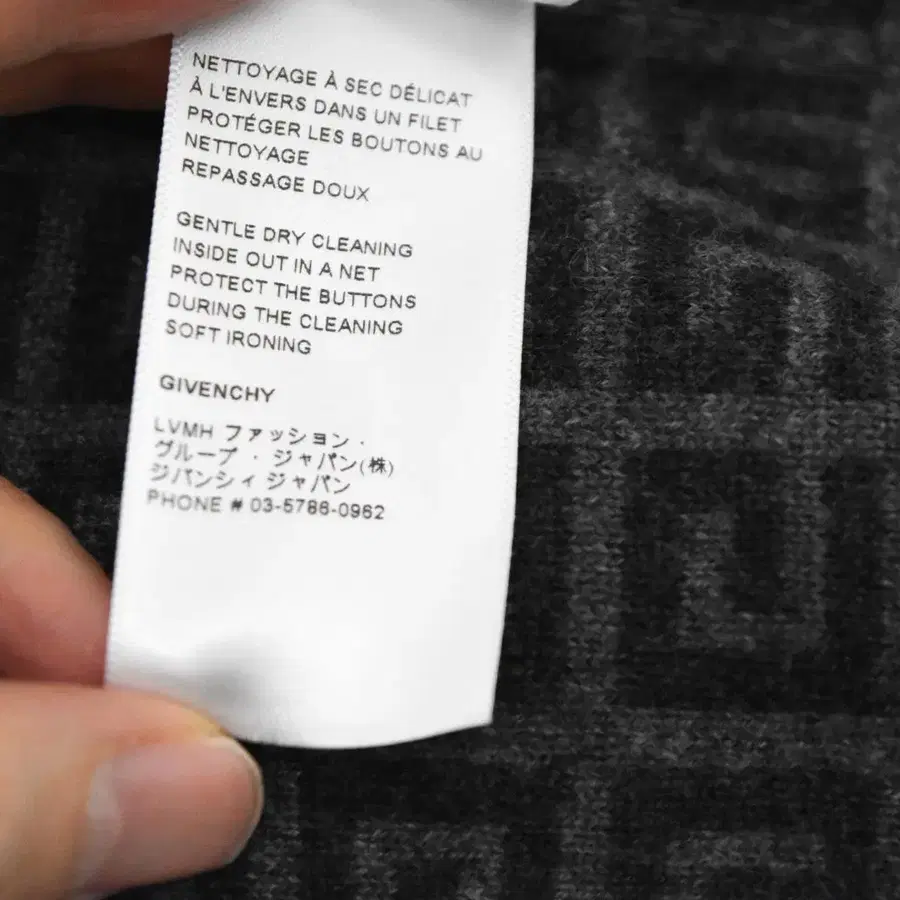 NETTOYAGE À SEC DÉLICAT
À L'ENVERS DANS UN FILET
PROTÉGER LES BOUTONS AU
NETTOYAGE
REPASSAGE DOUX
GENTLE DRY CLEANING
INSIDE OUT IN A NET
PROTECT THE BUTTONS
DURING THE CLEANING
SOFT IRONING
GIVENCHY
LVMH ファッション・
グループ・ジャパン(株)
ジバンシィ ジャパン
PHONE # 03-5786-0962